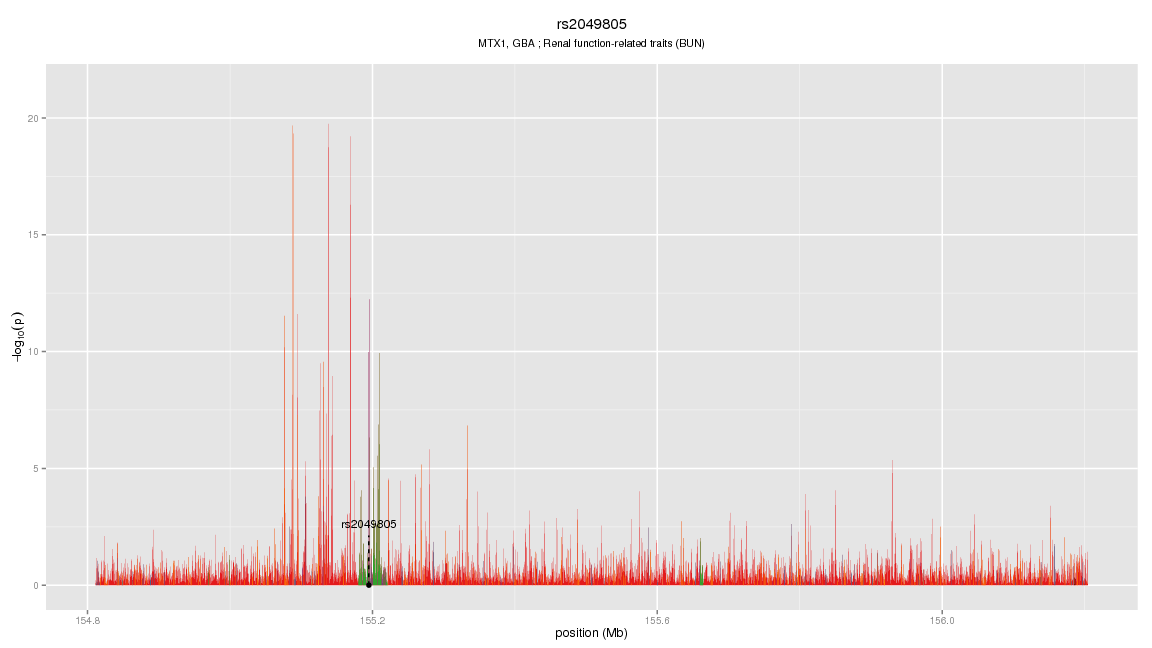 rs2049805
MTX1, GBA ; Renal function-related traits (BUN)
20
15
10
5
0
−log10(p)
rs2049805
154.8
155.2
155.6
156.0
position (Mb)